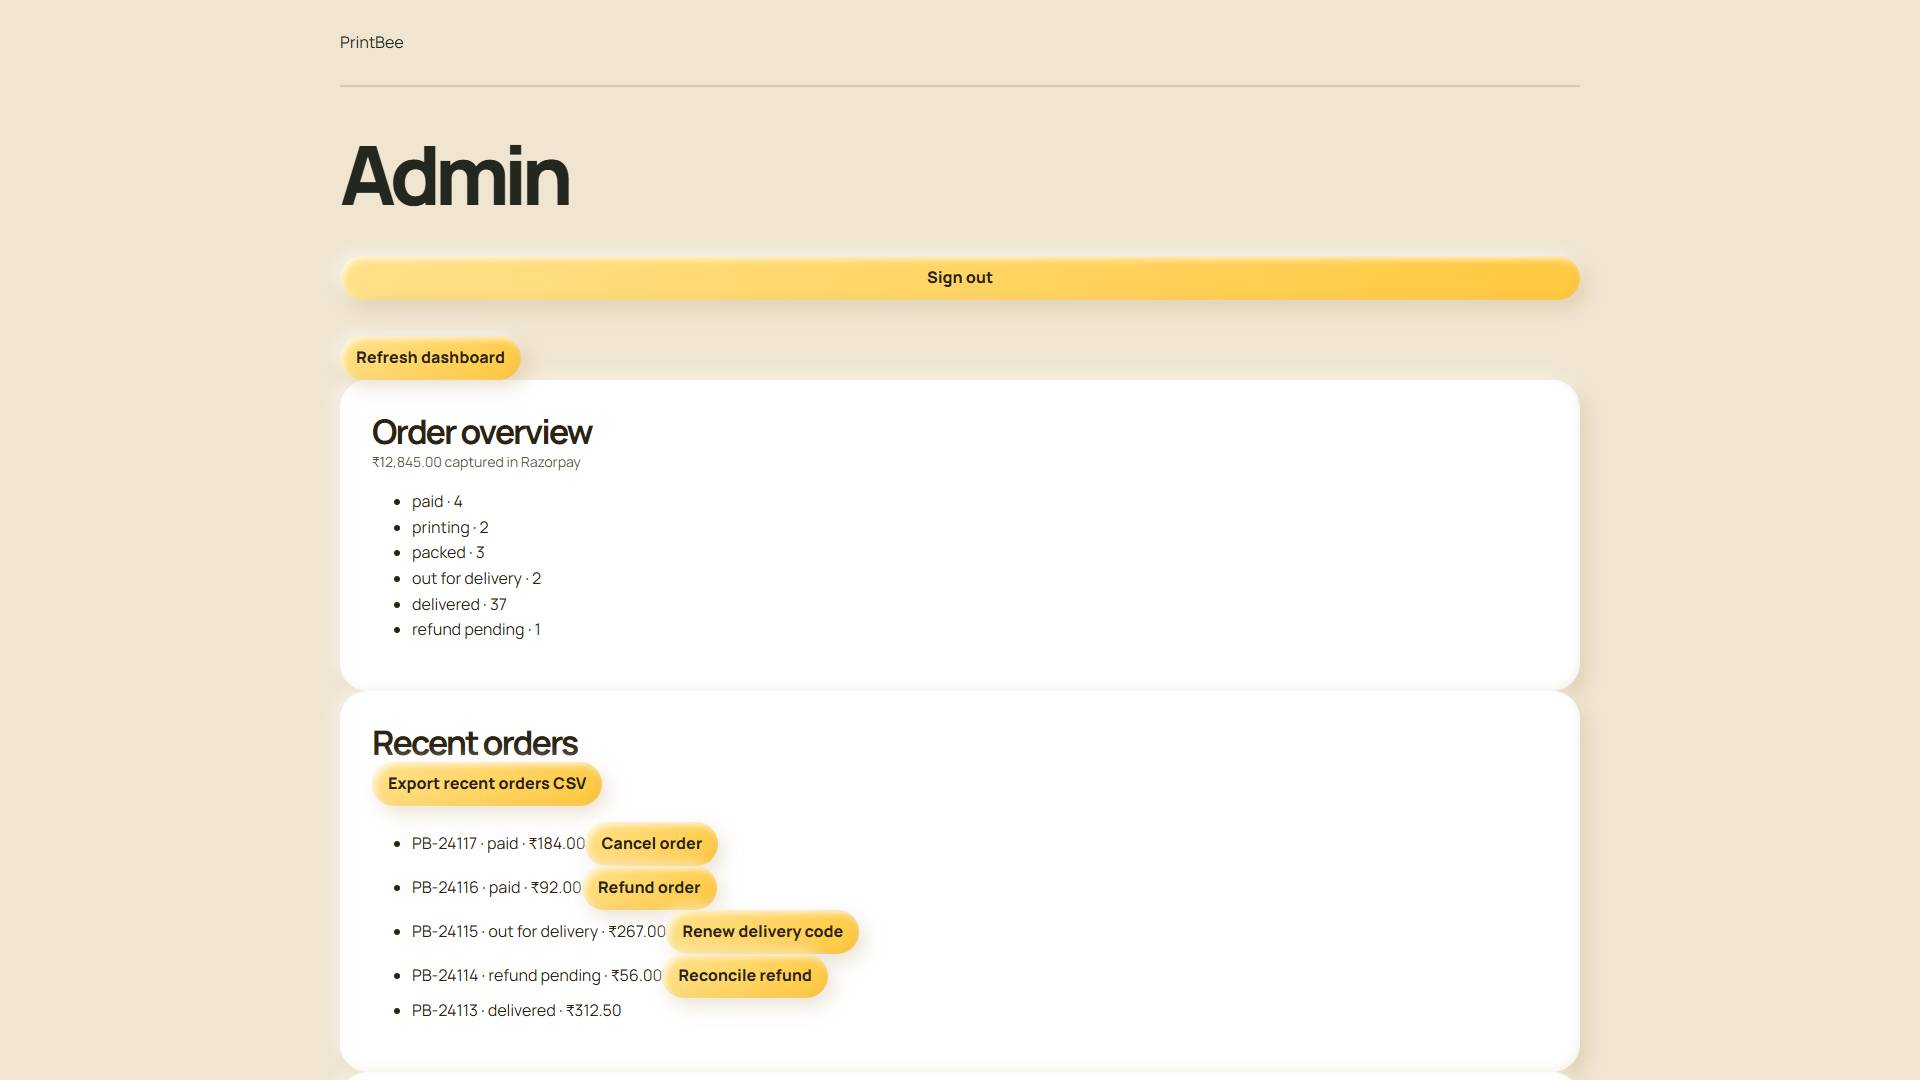 PrintBee
Admin
Sign out
Refresh dashboard
Order overview
₹12,845.00 captured in Razorpay
paid · 4
printing · 2
packed · 3
out for delivery · 2
delivered · 37
refund pending · 1
Recent orders
Export recent orders CSV
PB-24117 · paid · ₹184.00 Cancel order
PB-24116 · paid · ₹92.00 Refund order
PB-24115 · out for delivery · ₹267.00 Renew delivery code
PB-24114 · refund pending · ₹56.00 Reconcile refund
PB-24113 · delivered · ₹312.50